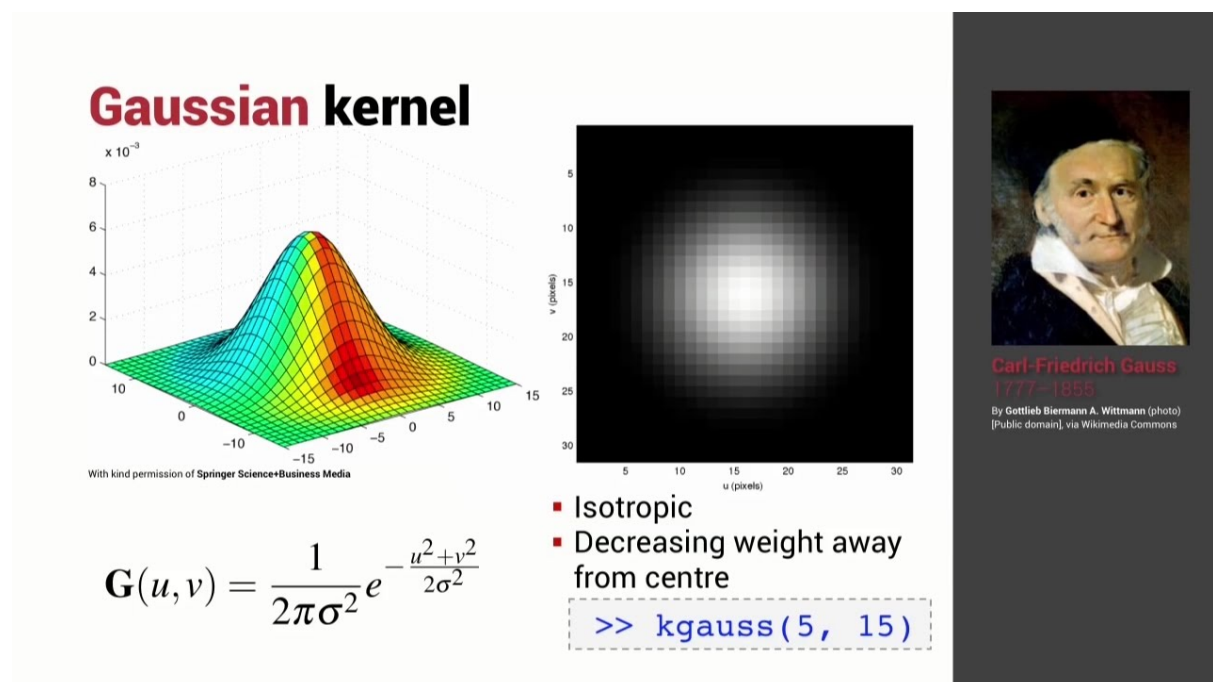 Gaussian kernel
x 10⁻³
8
6
4
2
0
10
0
−10
−15
−10
−5
0
5
10
15
With kind permission of Springer Science+Business Media
G(u, v) = 1/(2πσ²) e^(−(u²+v²)/(2σ²))
5
10
15
20
25
30
v (pixels)
5
10
15
20
25
30
u (pixels)
▪ Isotropic
▪ Decreasing weight away
from centre
>> kgauss(5, 15)
Carl-Friedrich Gauss
1777–1855
By Gottlieb Biermann A. Wittmann (photo)
[Public domain], via Wikimedia Commons